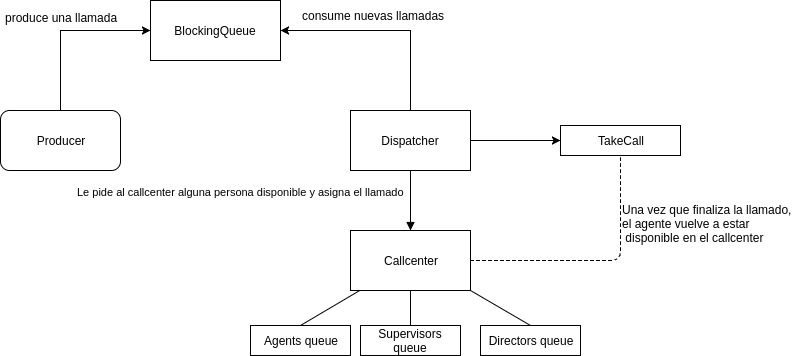 produce una llamada
BlockingQueue
consume nuevas llamadas
Producer
Dispatcher
TakeCall
Le pide al callcenter alguna persona disponible y asigna el llamado
Una vez que finaliza la llamado,
el agente vuelve a estar
disponible en el callcenter
Callcenter
Agents queue
Supervisors
queue
Directors queue